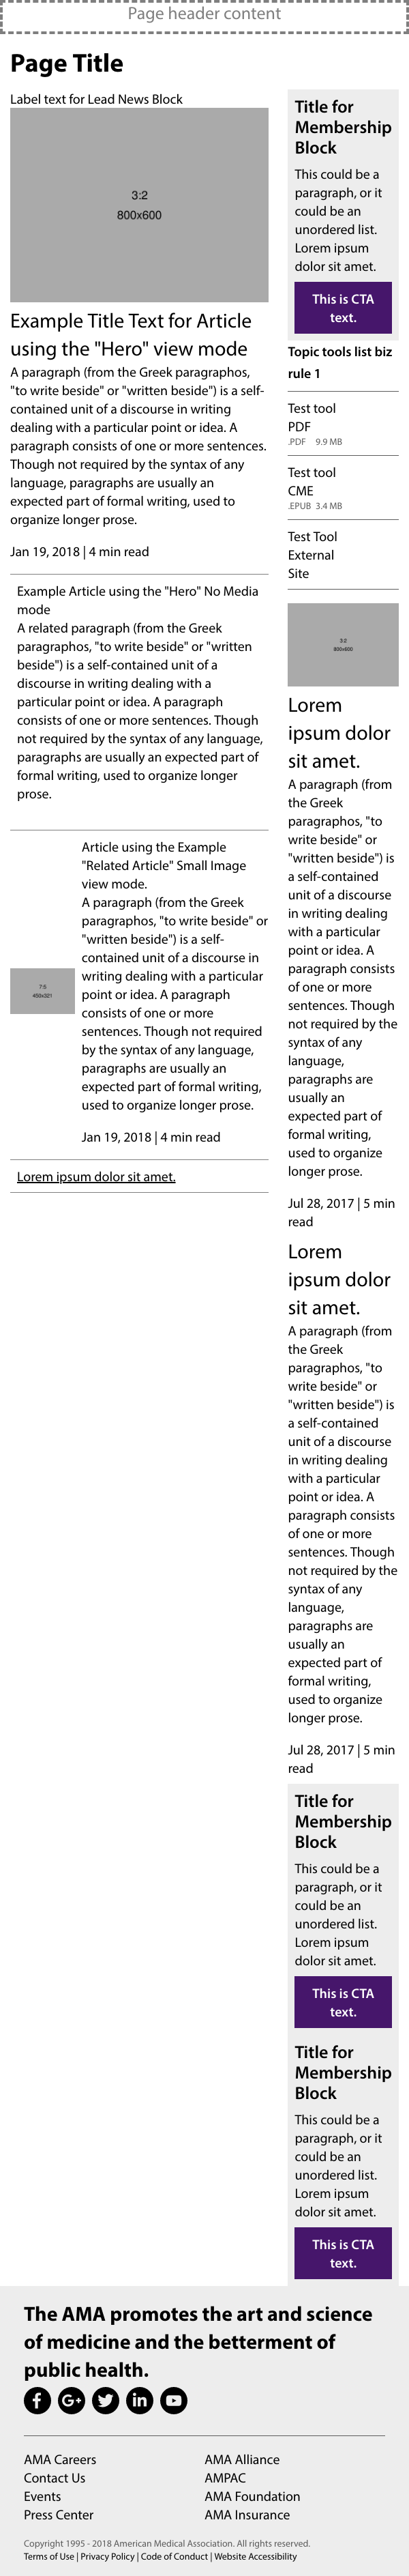 Page header content
Page Title
Label text for Lead News Block
3:2
800x600
Example Title Text for Article
using the "Hero" view mode
A paragraph (from the Greek paragraphos,
"to write beside" or "written beside") is a self-
contained unit of a discourse in writing
dealing with a particular point or idea. A
paragraph consists of one or more sentences.
Though not required by the syntax of any
language, paragraphs are usually an
expected part of formal writing, used to
organize longer prose.
Jan 19, 2018 | 4 min read
Example Article using the "Hero" No Media
mode
A related paragraph (from the Greek
paragraphos, "to write beside" or "written
beside") is a self-contained unit of a
discourse in writing dealing with a
particular point or idea. A paragraph
consists of one or more sentences. Though
not required by the syntax of any language,
paragraphs are usually an expected part of
formal writing, used to organize longer
prose.
7:5
450x321
Article using the Example
"Related Article" Small Image
view mode.
A paragraph (from the Greek
paragraphos, "to write beside" or
"written beside") is a self-
contained unit of a discourse in
writing dealing with a particular
point or idea. A paragraph
consists of one or more
sentences. Though not required
by the syntax of any language,
paragraphs are usually an
expected part of formal writing,
used to organize longer prose.
Jan 19, 2018 | 4 min read
Lorem ipsum dolor sit amet.
Title for
Membership
Block
This could be a
paragraph, or it
could be an
unordered list.
Lorem ipsum
dolor sit amet.
This is CTA
text.
Topic tools list biz
rule 1
Test tool
PDF
.PDF 9.9 MB
Test tool
CME
.EPUB 3.4 MB
Test Tool
External
Site
3:2
800x600
Lorem
ipsum dolor
sit amet.
A paragraph (from
the Greek
paragraphos, "to
write beside" or
"written beside") is
a self-contained
unit of a discourse
in writing dealing
with a particular
point or idea. A
paragraph consists
of one or more
sentences. Though
not required by the
syntax of any
language,
paragraphs are
usually an
expected part of
formal writing,
used to organize
longer prose.
Jul 28, 2017 | 5 min
read
Lorem
ipsum dolor
sit amet.
A paragraph (from
the Greek
paragraphos, "to
write beside" or
"written beside") is
a self-contained
unit of a discourse
in writing dealing
with a particular
point or idea. A
paragraph consists
of one or more
sentences. Though
not required by the
syntax of any
language,
paragraphs are
usually an
expected part of
formal writing,
used to organize
longer prose.
Jul 28, 2017 | 5 min
read
Title for
Membership
Block
This could be a
paragraph, or it
could be an
unordered list.
Lorem ipsum
dolor sit amet.
This is CTA
text.
Title for
Membership
Block
This could be a
paragraph, or it
could be an
unordered list.
Lorem ipsum
dolor sit amet.
This is CTA
text.
The AMA promotes the art and science
of medicine and the betterment of
public health.
AMA Careers
Contact Us
Events
Press Center
AMA Alliance
AMPAC
AMA Foundation
AMA Insurance
Copyright 1995 - 2018 American Medical Association. All rights reserved.
Terms of Use | Privacy Policy | Code of Conduct | Website Accessibility